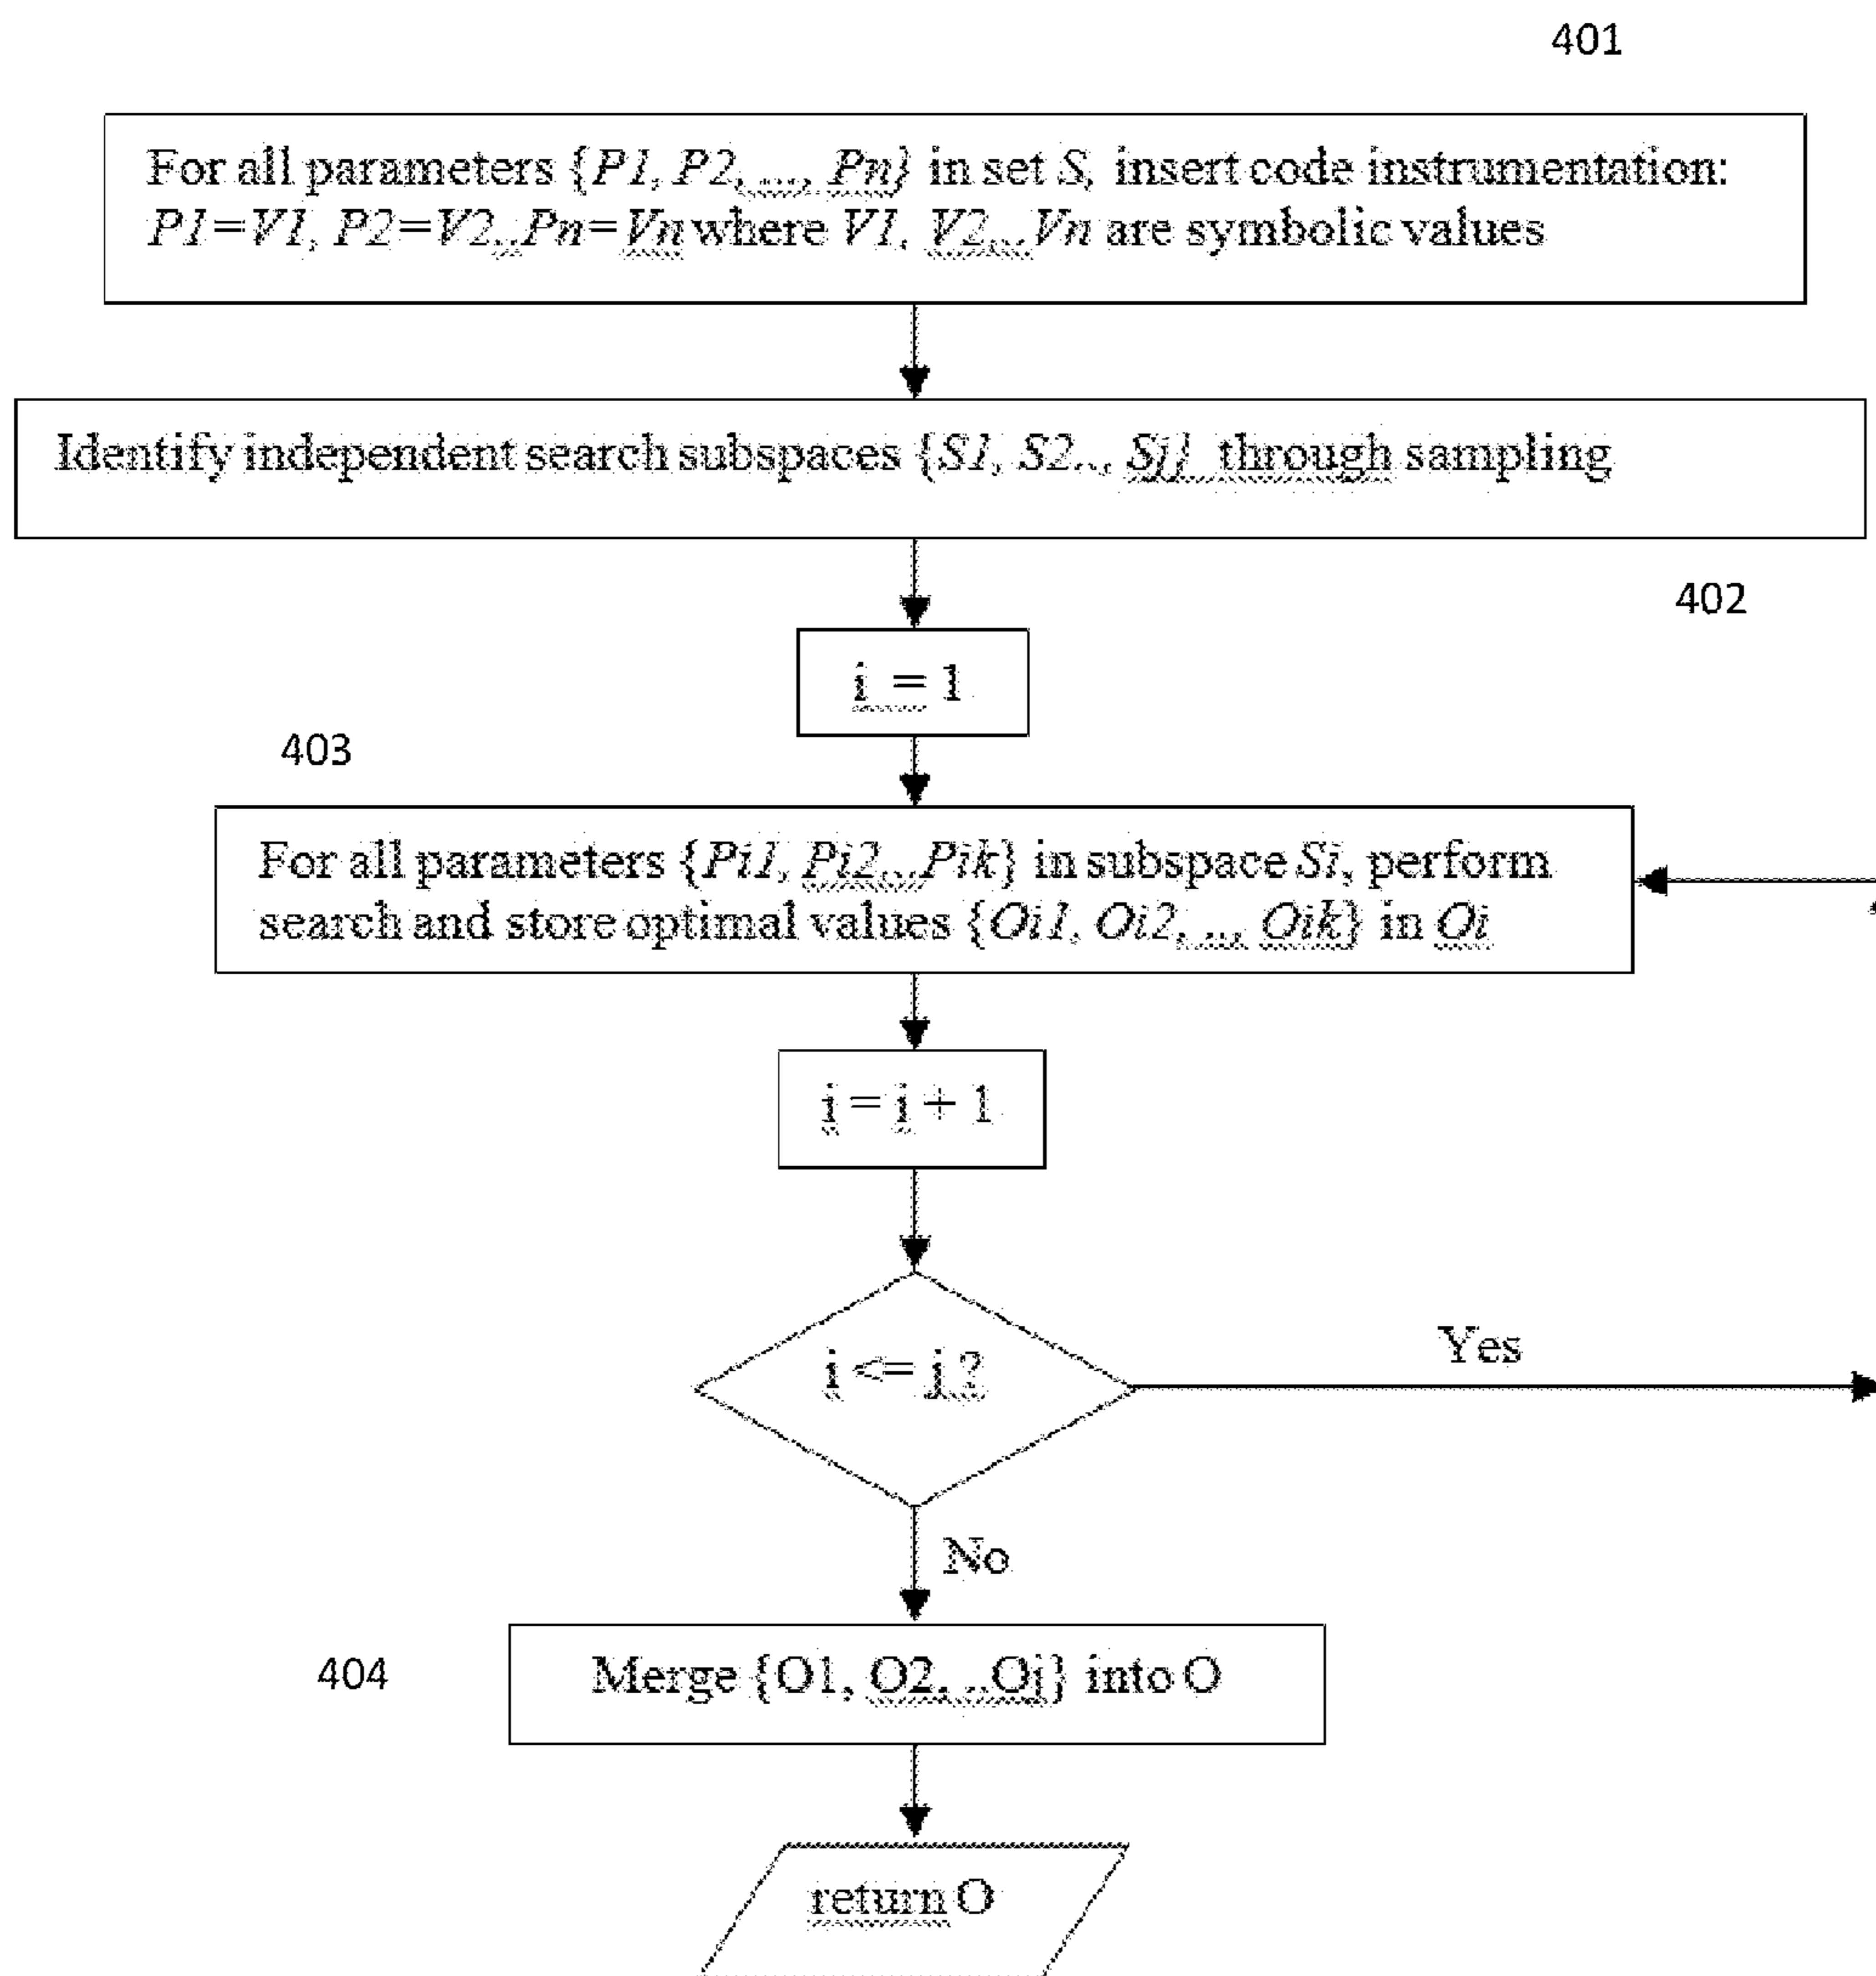 401
For all parameters {P1, P2, ..., Pn} in set S, insert code instrumentation:
P1=V1, P2=V2..Pn=Vn where V1, V2,..Vn are symbolic values
Identify independent search subspaces {S1, S2.., Sj} through sampling
402
i = 1
403
For all parameters {Pi1, Pi2,..Pik} in subspace Si, perform
search and store optimal values {Oi1, Oi2, .., Oik} in Oi
i = i + 1
i <= j ?
Yes
No
404
Merge {O1, O2, ..Oj} into O
return O